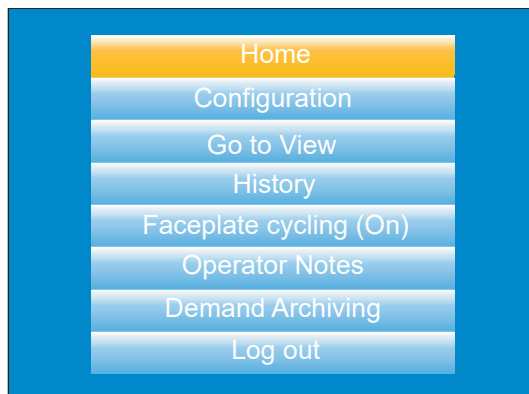 Home
Configuration
Go to View
History
Faceplate cycling (On)
Operator Notes
Demand Archiving
Log out